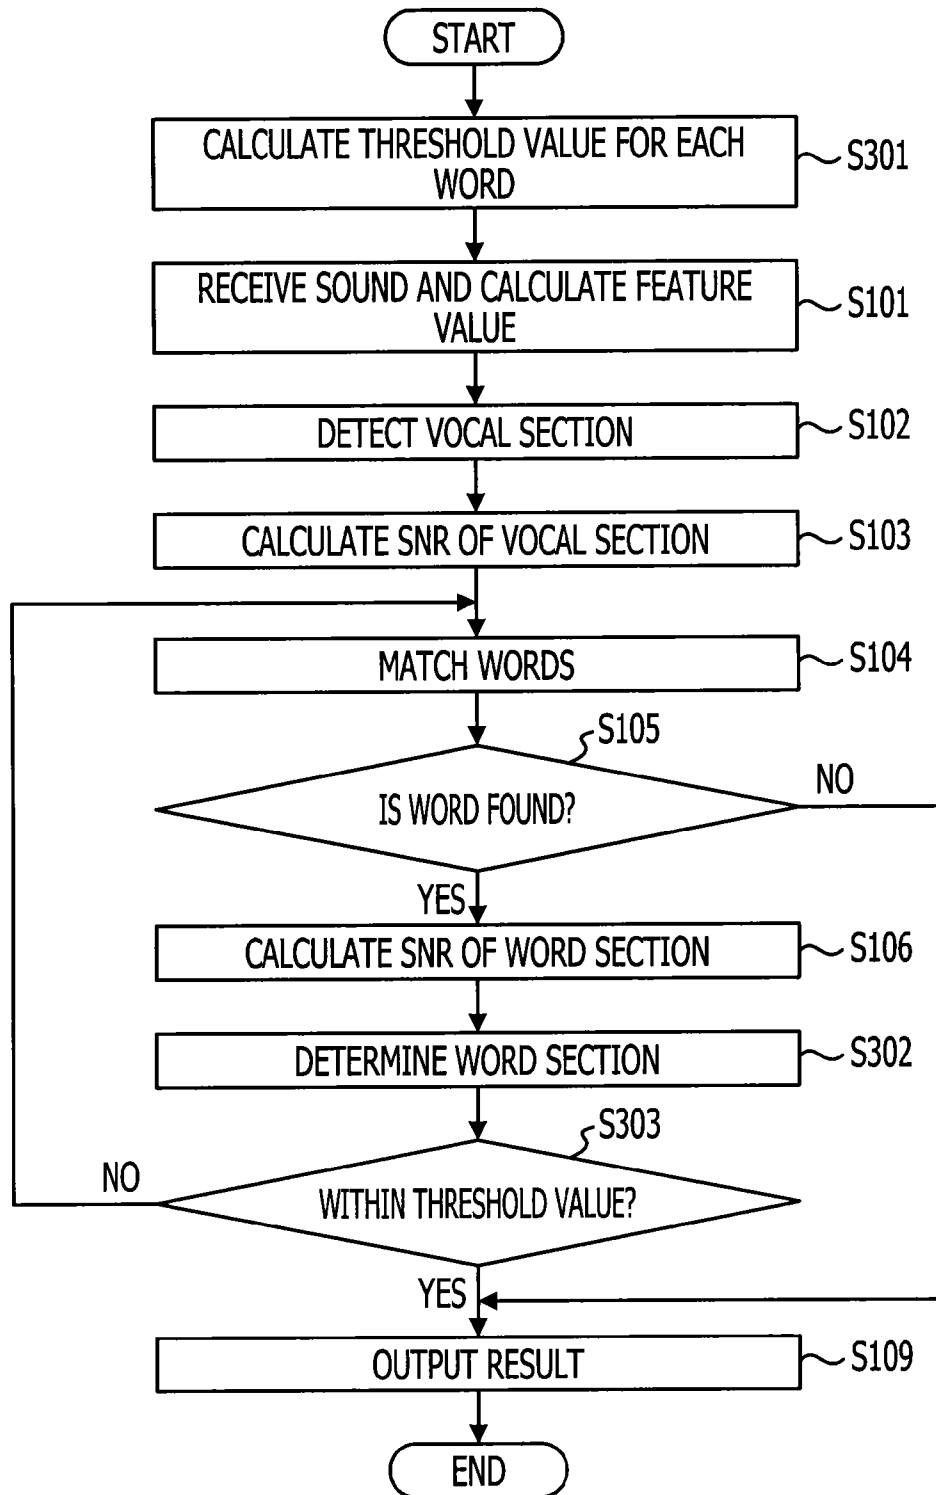 START
CALCULATE THRESHOLD VALUE FOR EACH
WORD
S301
RECEIVE SOUND AND CALCULATE FEATURE
VALUE
S101
DETECT VOCAL SECTION
S102
CALCULATE SNR OF VOCAL SECTION
S103
MATCH WORDS
S104
S105
IS WORD FOUND?
NO
YES
CALCULATE SNR OF WORD SECTION
S106
DETERMINE WORD SECTION
S302
S303
NO
WITHIN THRESHOLD VALUE?
YES
OUTPUT RESULT
S109
END